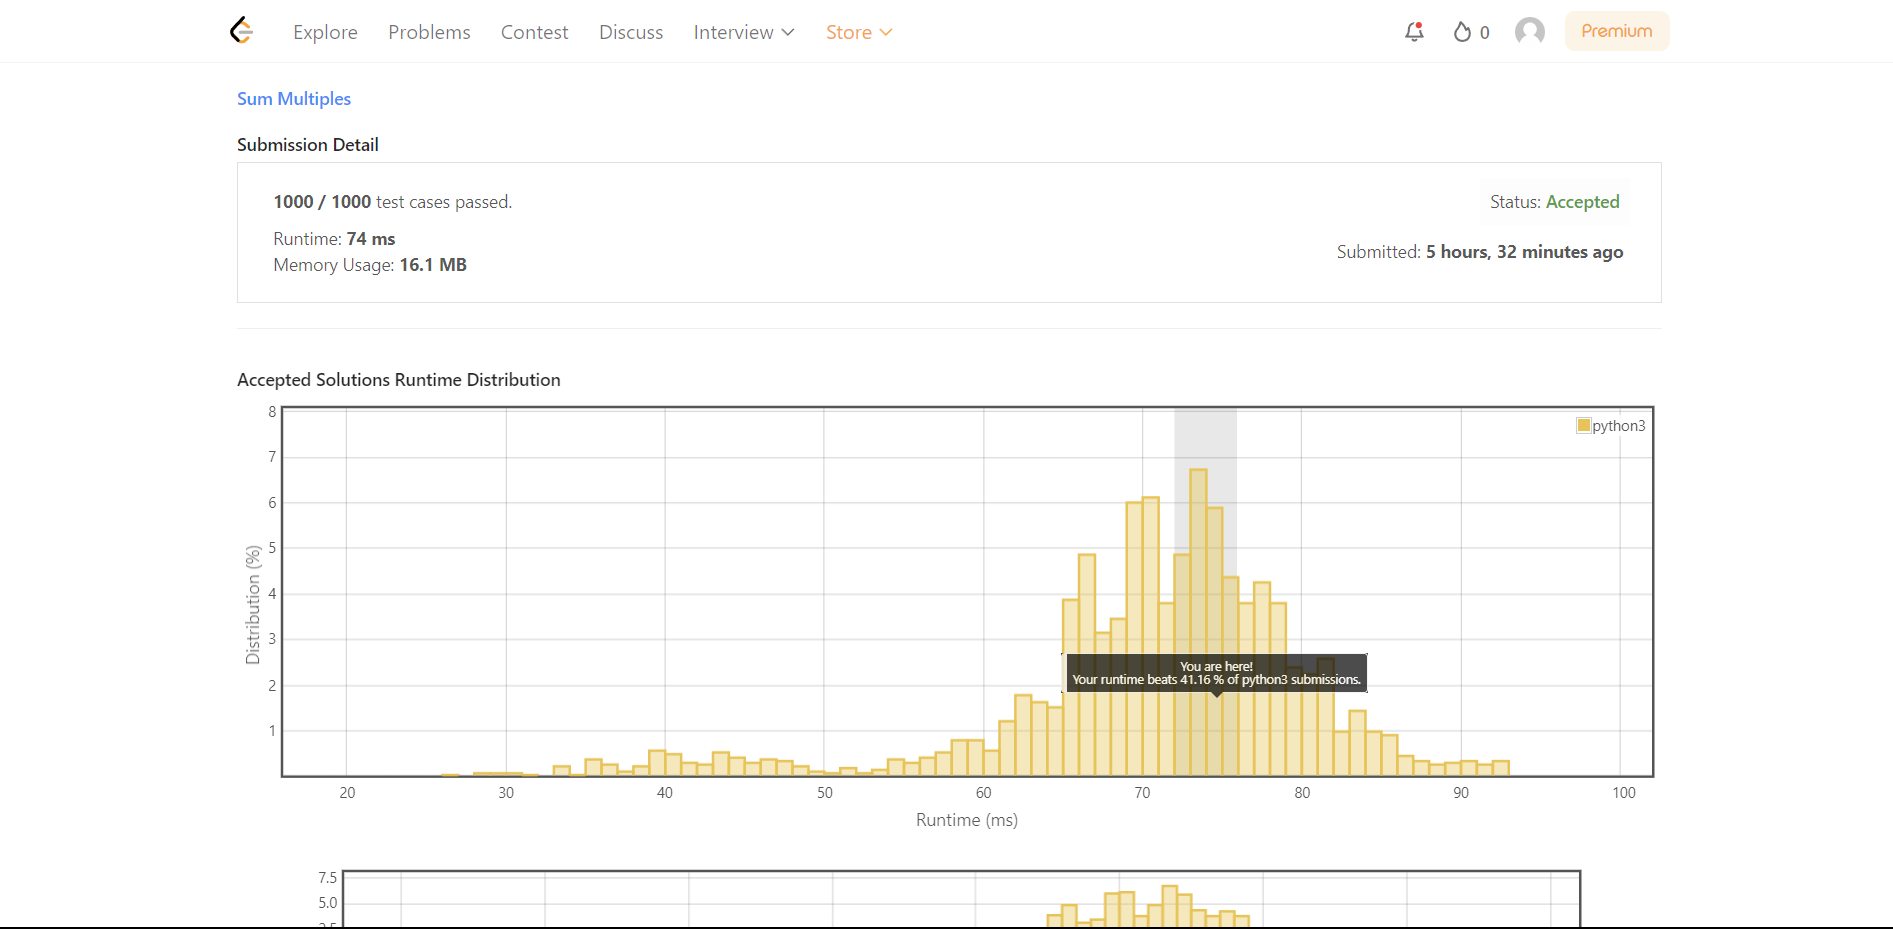 Explore Problems Contest Discuss Interview Store 0 Premium
Sum Multiples
Submission Detail
1000 / 1000 test cases passed.
Status: Accepted
Runtime: 74 ms
Submitted: 5 hours, 32 minutes ago
Memory Usage: 16.1 MB
Accepted Solutions Runtime Distribution
8
python3
7
6
5
4
3
2
1
Distribution (%)
You are here!
Your runtime beats 41.16 % of python3 submissions.
20 30 40 50 60 70 80 90 100
Runtime (ms)
7.5
5.0